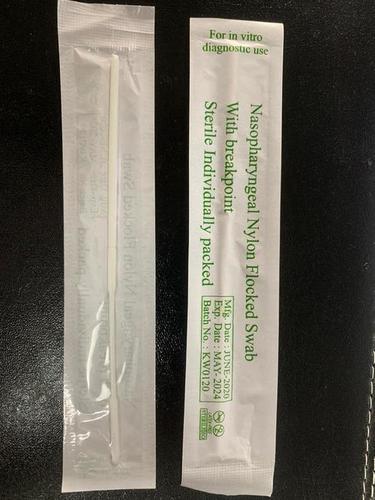 For in vitro
diagnostic use
Nasopharyngeal Nylon Flocked Swab
With breakpoint
Sterile Individually packed
Mfg. Date : JUNE-2020
Exp. Date : MAY- 2024
Batch No. : KW0120